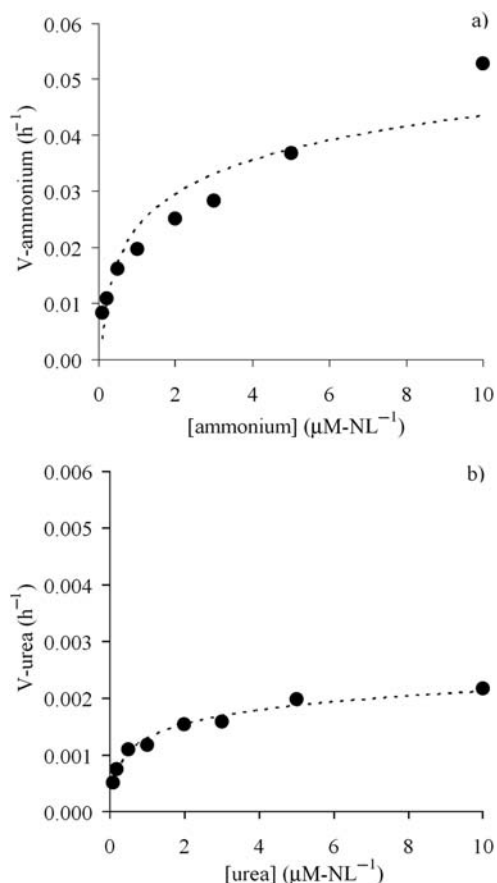 a)
0.06
0.05
0.04
0.03
0.02
0.01
0.00
V-ammonium (h⁻¹)
0 2 4 6 8 10
[ammonium] (µM-NL⁻¹)
b)
0.006
0.005
0.004
0.003
0.002
0.001
0.000
V-urea (h⁻¹)
0 2 4 6 8 10
[urea] (µM-NL⁻¹)